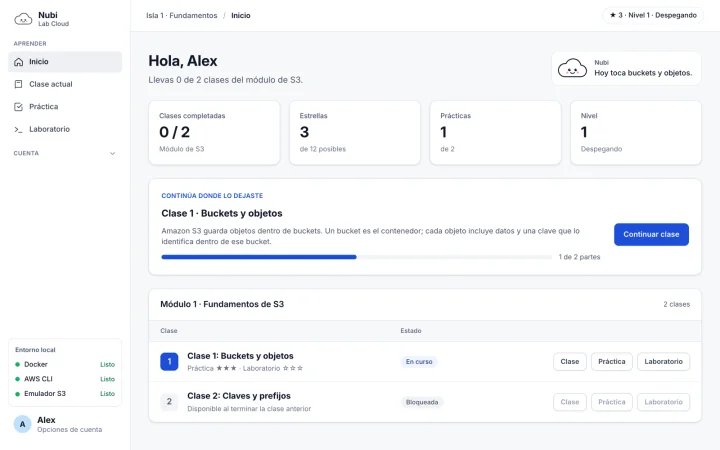 Nubi
Lab Cloud
APRENDER
Inicio
Clase actual
Práctica
Laboratorio
CUENTA
Entorno local
Docker Listo
AWS CLI Listo
Emulador S3 Listo
A
Alex
Opciones de cuenta
Isla 1 · Fundamentos / Inicio
★ 3 · Nivel 1 · Despegando
Hola, Alex
Llevas 0 de 2 clases del módulo de S3.
Nubi
Hoy toca buckets y objetos.
Clases completadas
0 / 2
Módulo de S3
Estrellas
3
de 12 posibles
Prácticas
1
de 2
Nivel
1
Despegando
CONTINÚA DONDE LO DEJASTE
Clase 1 · Buckets y objetos
Amazon S3 guarda objetos dentro de buckets. Un bucket es el contenedor; cada objeto incluye datos y una clave que lo
identifica dentro de ese bucket.
1 de 2 partes
Continuar clase
Módulo 1 · Fundamentos de S3 2 clases
Clase Estado
1
Clase 1: Buckets y objetos
Práctica ★★★ · Laboratorio ☆☆☆
En curso
Clase Práctica Laboratorio
2
Clase 2: Claves y prefijos
Disponible al terminar la clase anterior
Bloqueada
Clase Práctica Laboratorio